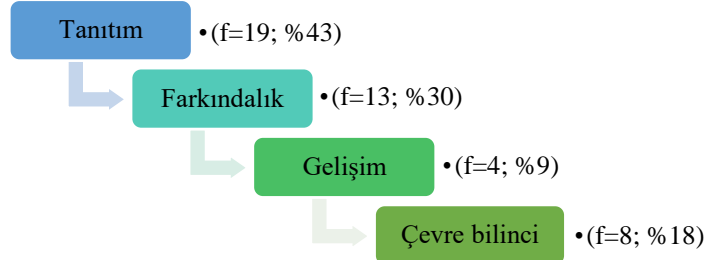 Tanıtım •(f=19; %43)
Farkındalık •(f=13; %30)
Gelişim •(f=4; %9)
Çevre bilinci •(f=8; %18)